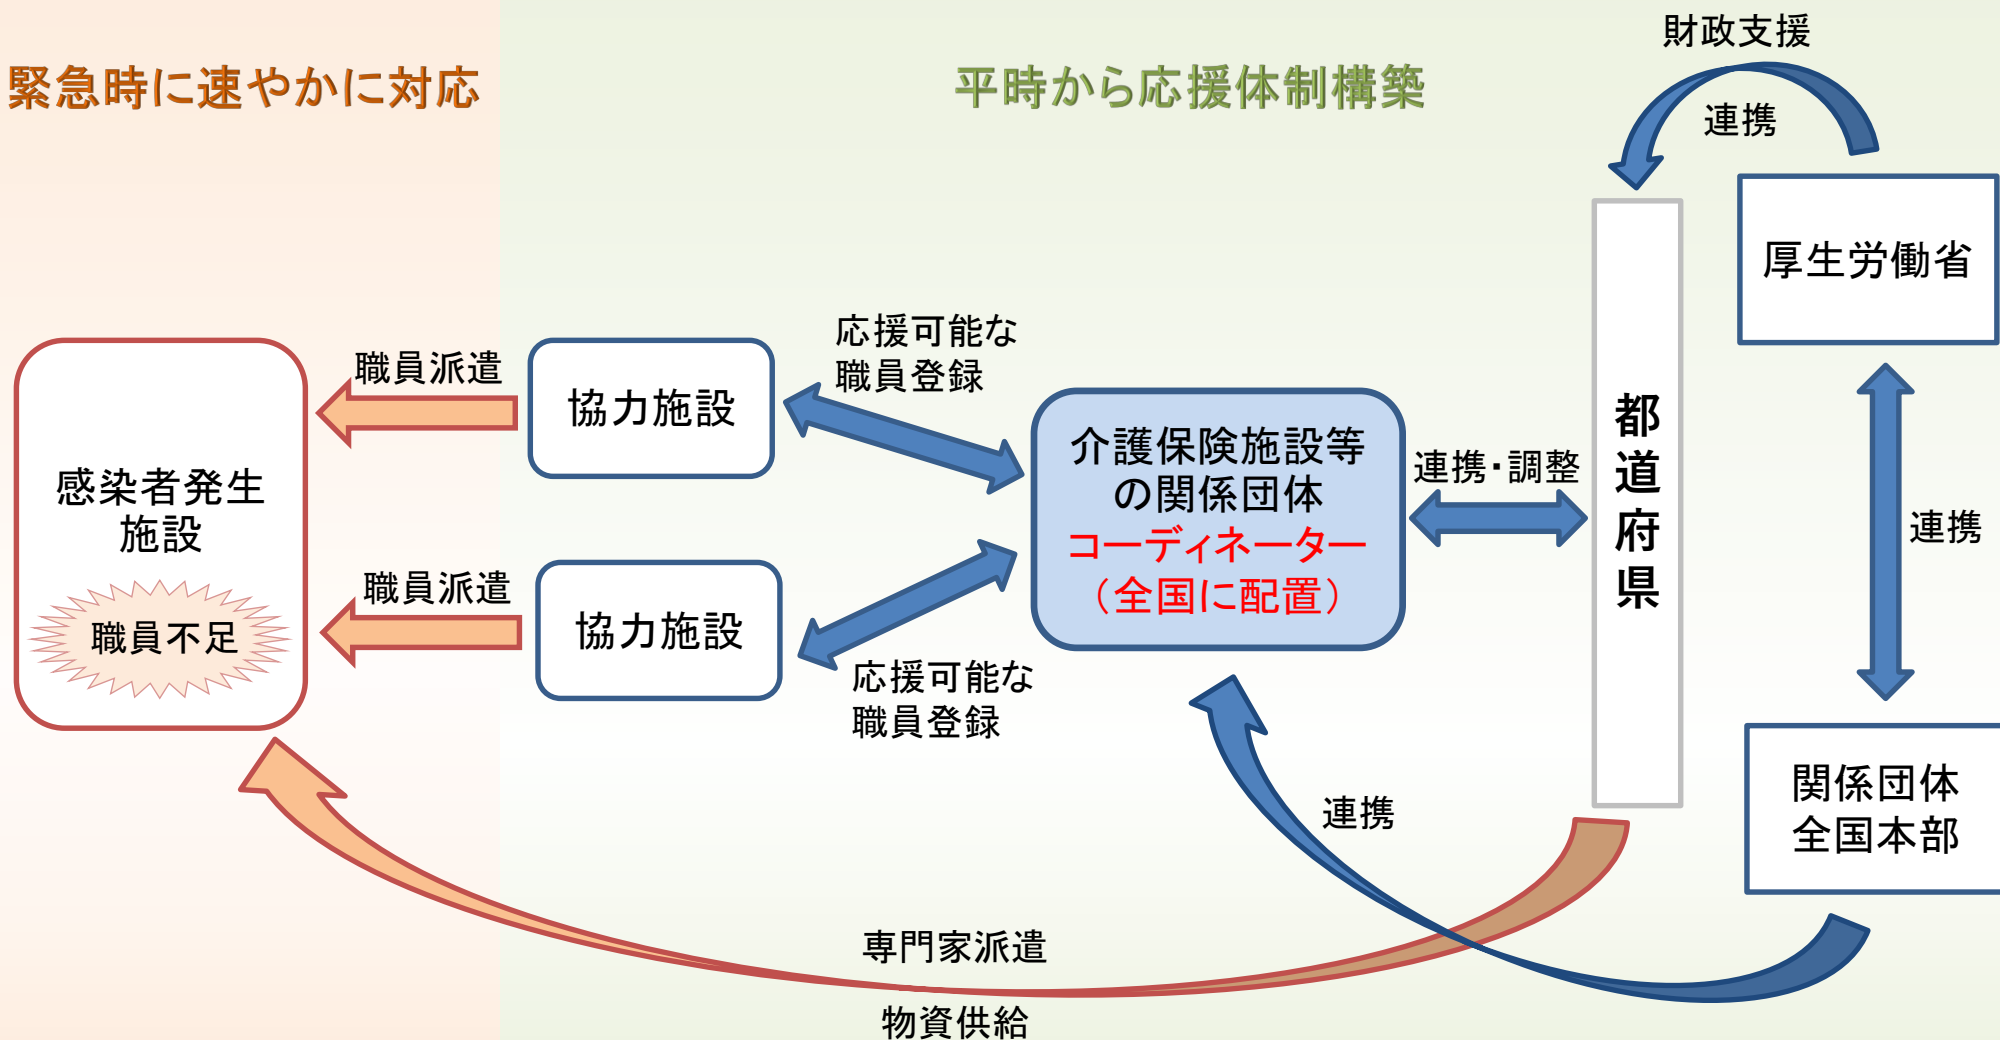 緊急時に速やかに対応
平時から応援体制構築
財政支援
連携
厚生労働省
連携
関係団体
全国本部
都道府県
連携・調整
介護保険施設等
の関係団体
コーディネーター
（全国に配置）
応援可能な
職員登録
協力施設
職員派遣
協力施設
職員派遣
応援可能な
職員登録
感染者発生
施設
職員不足
連携
専門家派遣
物資供給